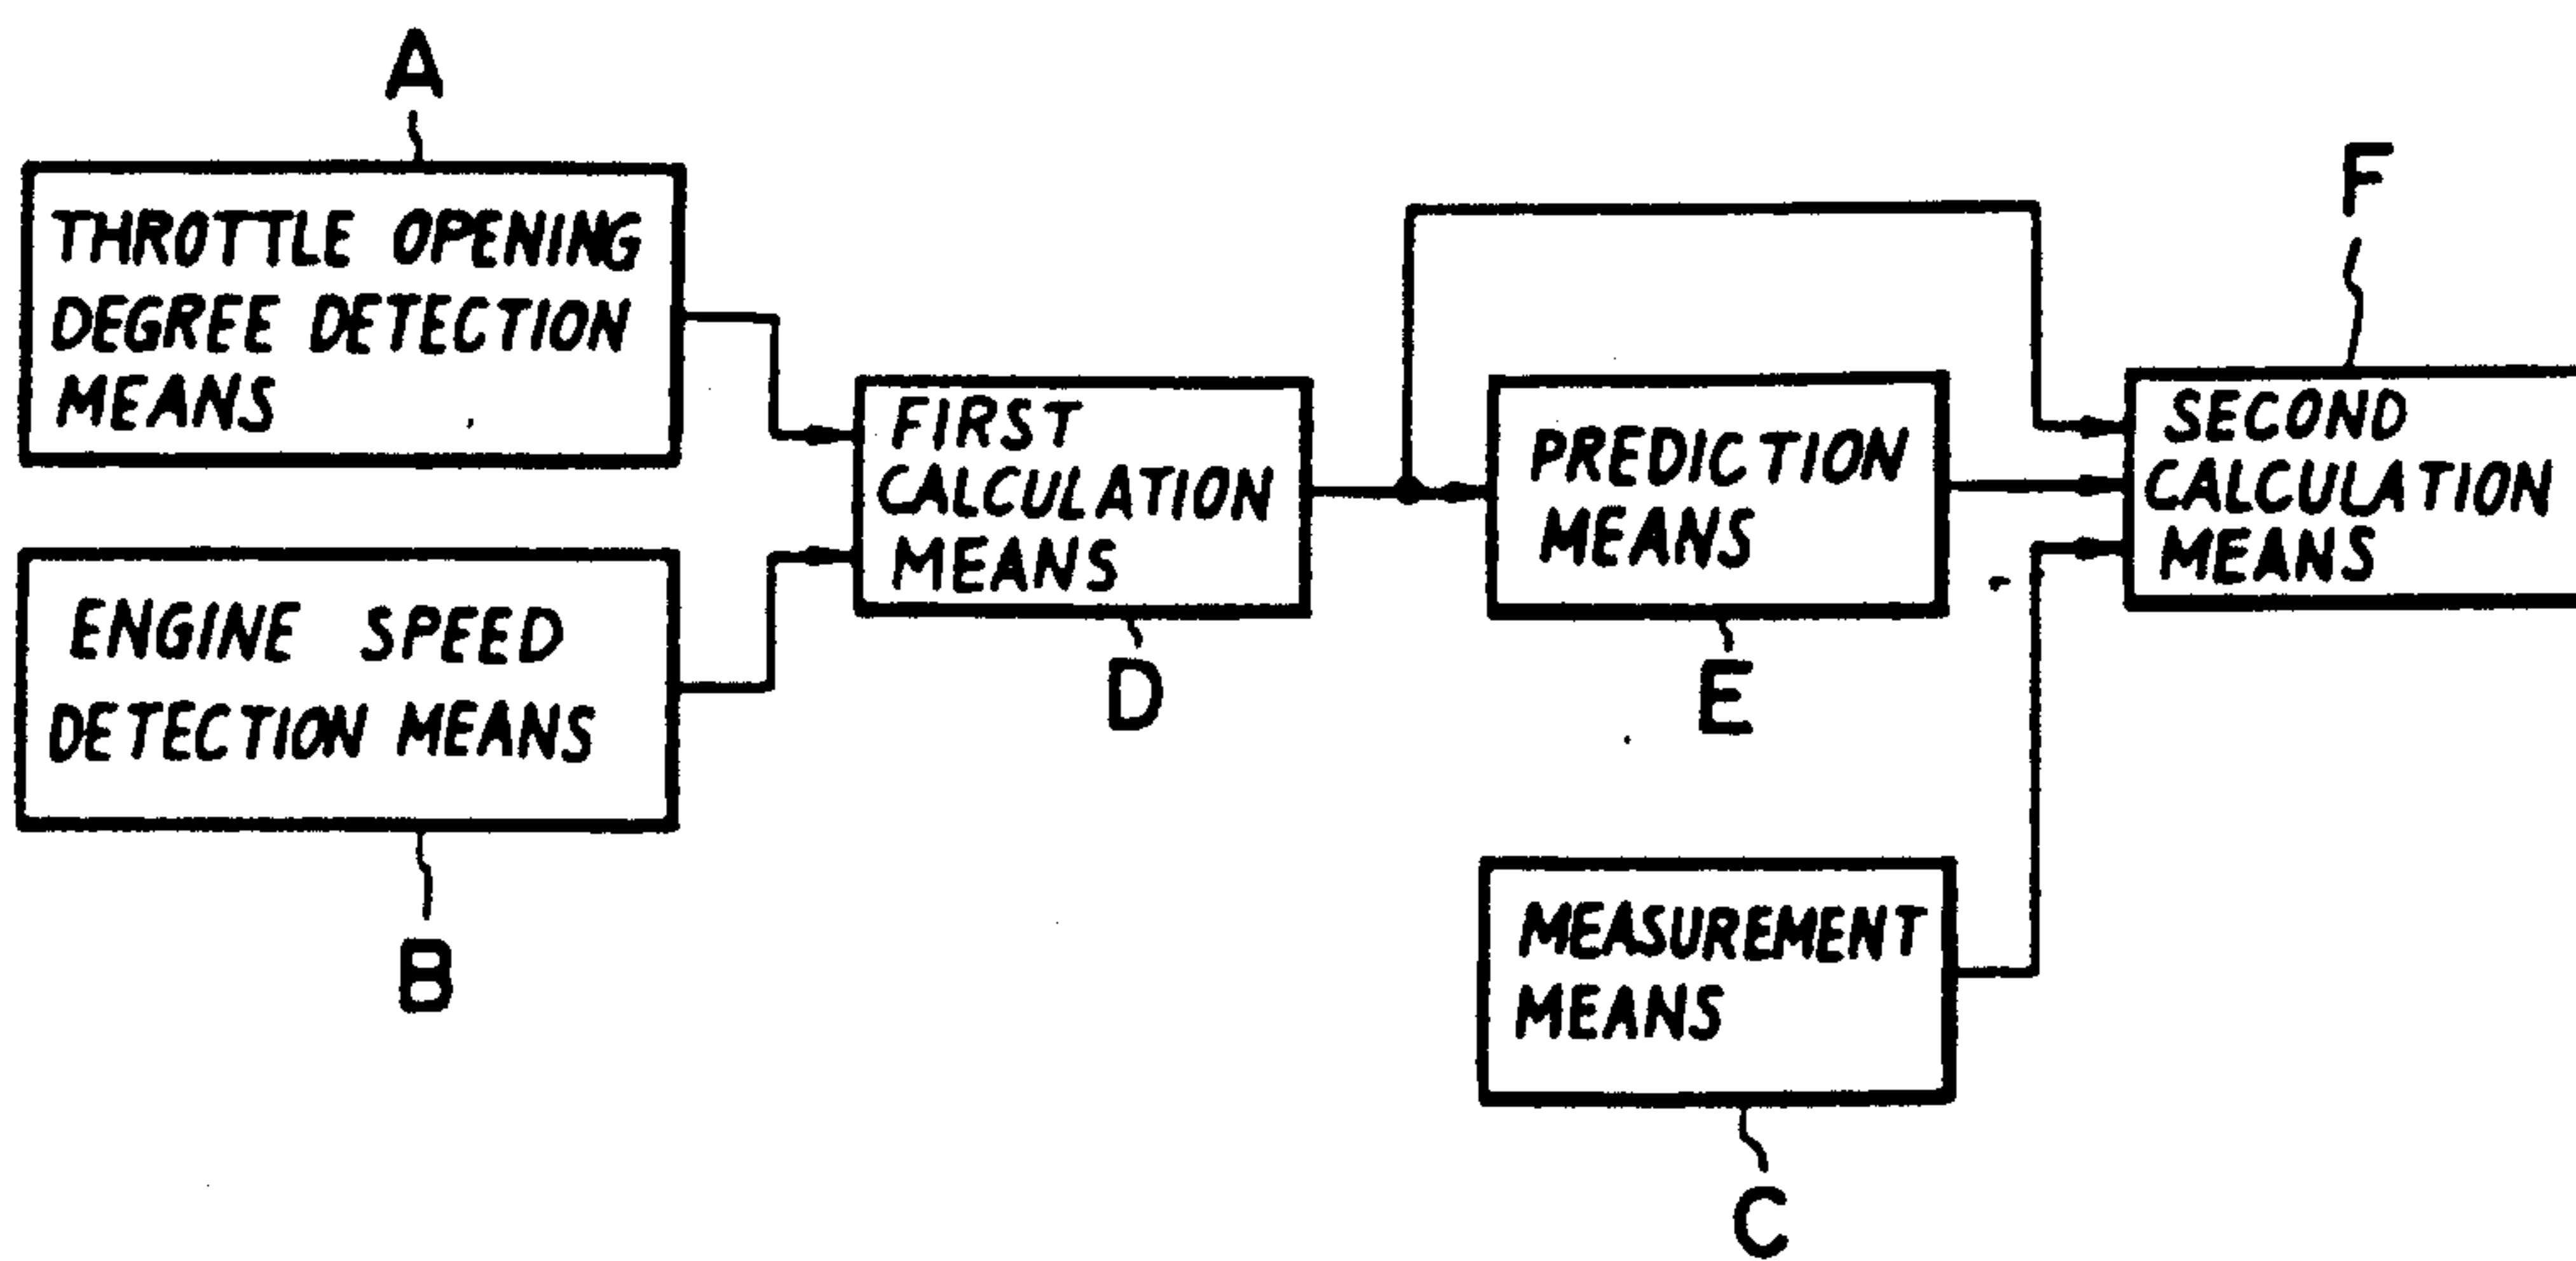 A
THROTTLE OPENING
DEGREE DETECTION
MEANS
ENGINE SPEED
DETECTION MEANS
B
FIRST
CALCULATION
MEANS
D
PREDICTION
MEANS
E
MEASUREMENT
MEANS
C
F
SECOND
CALCULATION
MEANS